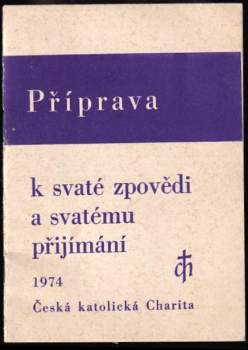 Příprava
k svaté zpovědi
a svatému
přijímání
1974
Česká katolická Charita